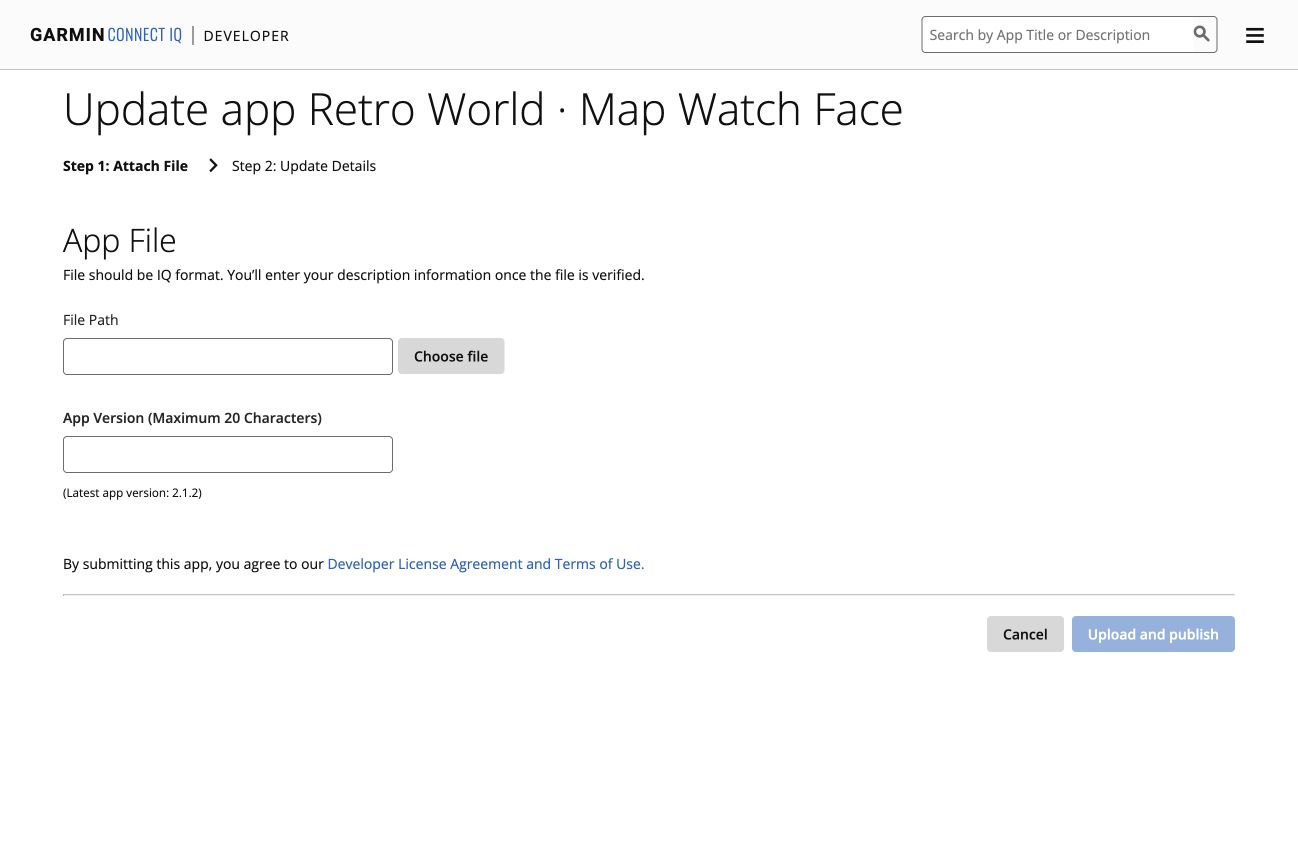 GARMIN CONNECT IQ | DEVELOPER
Search by App Title or Description
Update app Retro World · Map Watch Face
Step 1: Attach File
Step 2: Update Details
App File
File should be IQ format. You’ll enter your description information once the file is verified.
File Path
Choose file
App Version (Maximum 20 Characters)
(Latest app version: 2.1.2)
By submitting this app, you agree to our Developer License Agreement and Terms of Use.
Cancel
Upload and publish